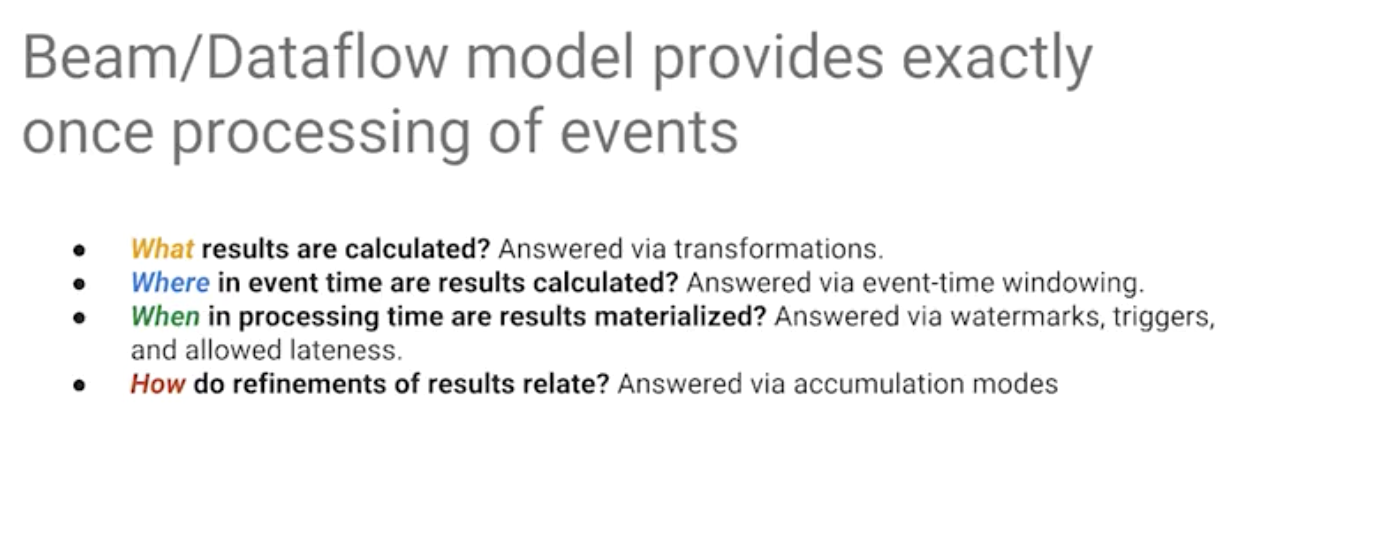 Beam/Dataflow model provides exactly
once processing of events
● What results are calculated? Answered via transformations.
● Where in event time are results calculated? Answered via event-time windowing.
● When in processing time are results materialized? Answered via watermarks, triggers,
and allowed lateness.
● How do refinements of results relate? Answered via accumulation modes